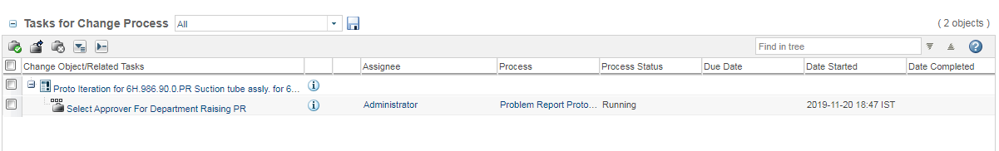 Tasks for Change Process All ( 2 objects )
Find in tree
Change Object/Related Tasks Assignee Process Process Status Due Date Date Started Date Completed
Proto Iteration for 6H.986.90.0.PR Suction tube assly. for 6...
Select Approver For Department Raising PR Administrator Problem Report Proto... Running 2019-11-20 18:47 IST